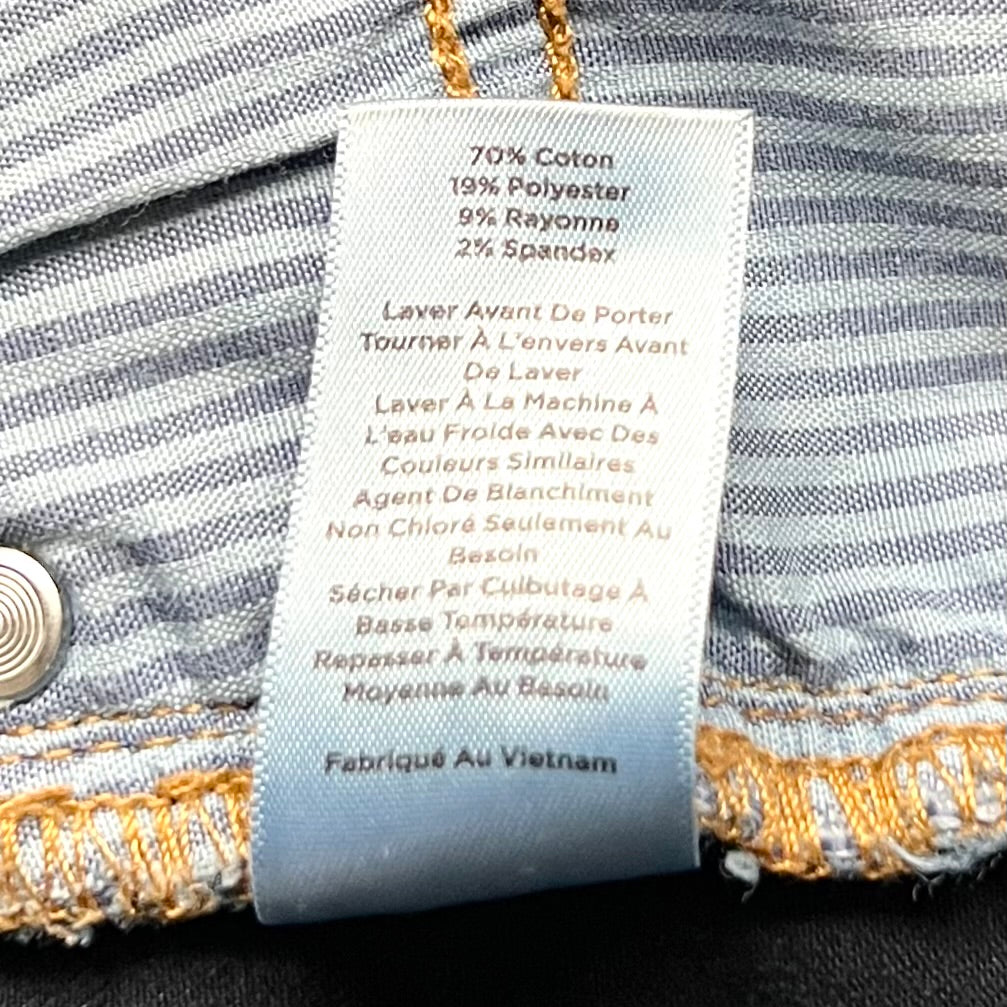 70% Coton
19% Polyester
9% Rayonne
2% Spandex
Laver Avant De Porter
Tourner À L'envers Avant
De Laver
Laver À La Machine À
L'eau Froide Avec Des
Couleurs Similaires
Agent De Blanchiment
Non Chloré Seulement Au
Besoin
Sécher Par Culbutage À
Basse Température
Repasser À Température
Moyenne Au Besoin
Fabriqué Au Vietnam